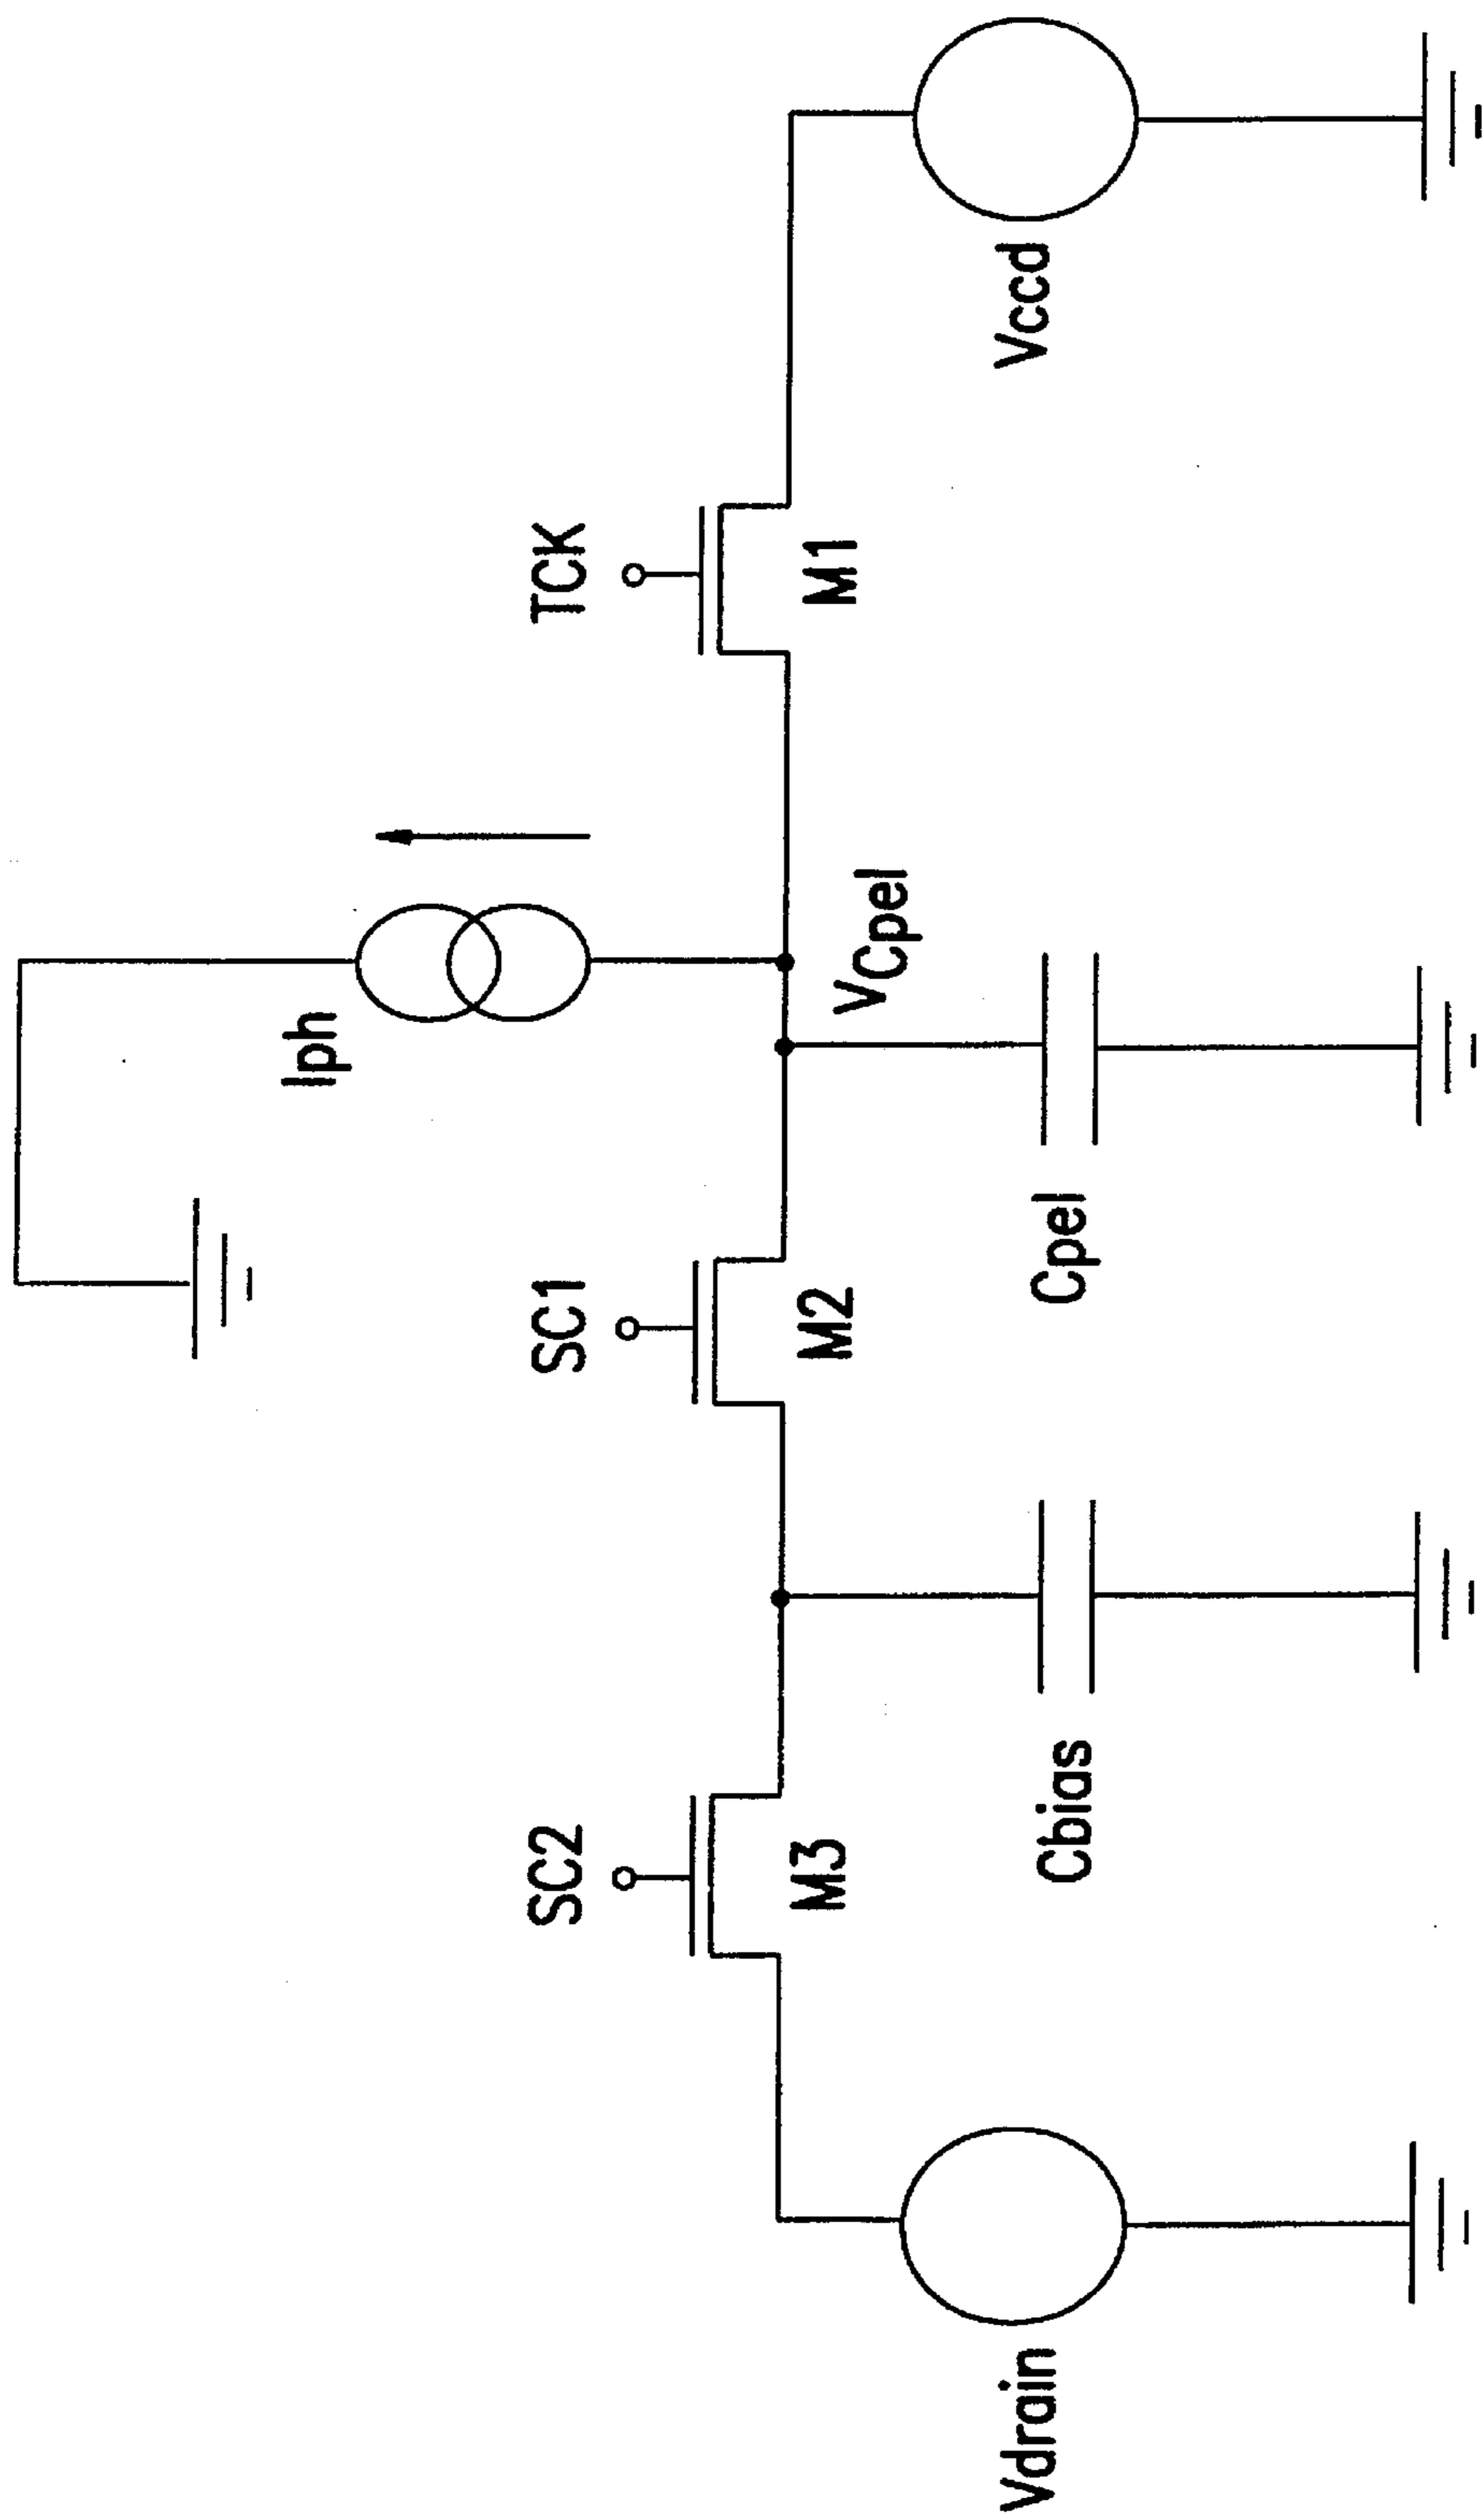 Iph
SC2
SC1
TCK
M3
M2
M1
VCpel
Vdrain
Cbias
Cpel
Vccd